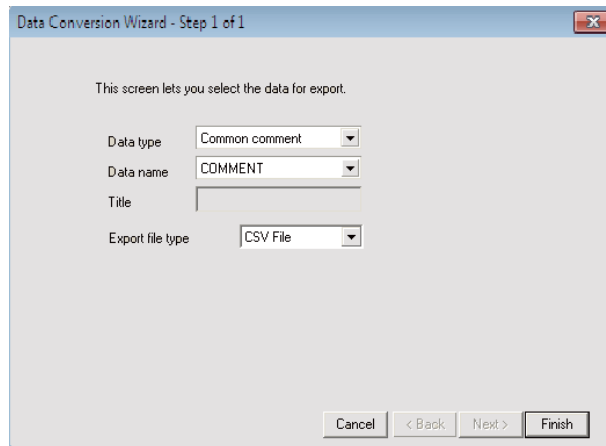 Data Conversion Wizard - Step 1 of 1
This screen lets you select the data for export.
Data type Common comment
Data name COMMENT
Title
Export file type CSV File
Cancel < Back Next > Finish